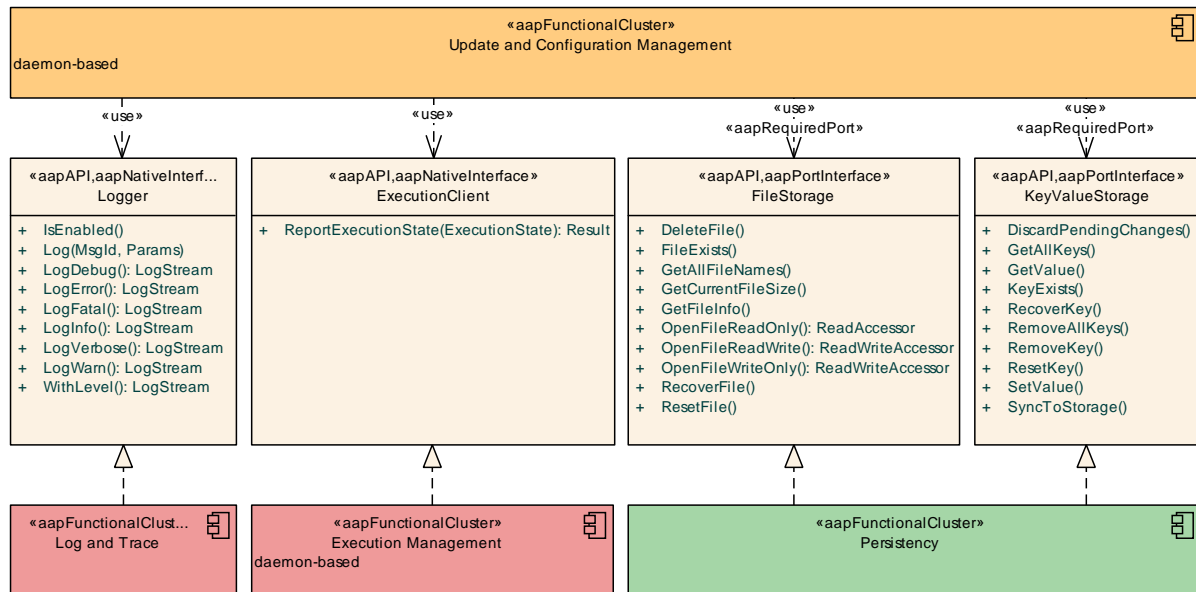 «aapFunctionalCluster»
Update and Configuration Management
daemon-based
«use»
«use»
«use»
«aapRequiredPort»
«use»
«aapRequiredPort»
«aapAPI,aapNativeInterf...
Logger
+ IsEnabled()
+ Log(MsgId, Params)
+ LogDebug(): LogStream
+ LogError(): LogStream
+ LogFatal(): LogStream
+ LogInfo(): LogStream
+ LogVerbose(): LogStream
+ LogWarn(): LogStream
+ WithLevel(): LogStream
«aapAPI,aapNativeInterface»
ExecutionClient
+ ReportExecutionState(ExecutionState): Result
«aapAPI,aapPortInterface»
FileStorage
+ DeleteFile()
+ FileExists()
+ GetAllFileNames()
+ GetCurrentFileSize()
+ GetFileInfo()
+ OpenFileReadOnly(): ReadAccessor
+ OpenFileReadWrite(): ReadWriteAccessor
+ OpenFileWriteOnly(): ReadWriteAccessor
+ RecoverFile()
+ ResetFile()
«aapAPI,aapPortInterface»
KeyValueStorage
+ DiscardPendingChanges()
+ GetAllKeys()
+ GetValue()
+ KeyExists()
+ RecoverKey()
+ RemoveAllKeys()
+ RemoveKey()
+ ResetKey()
+ SetValue()
+ SyncToStorage()
«aapFunctionalClust...
Log and Trace
«aapFunctionalCluster»
Execution Management
daemon-based
«aapFunctionalCluster»
Persistency